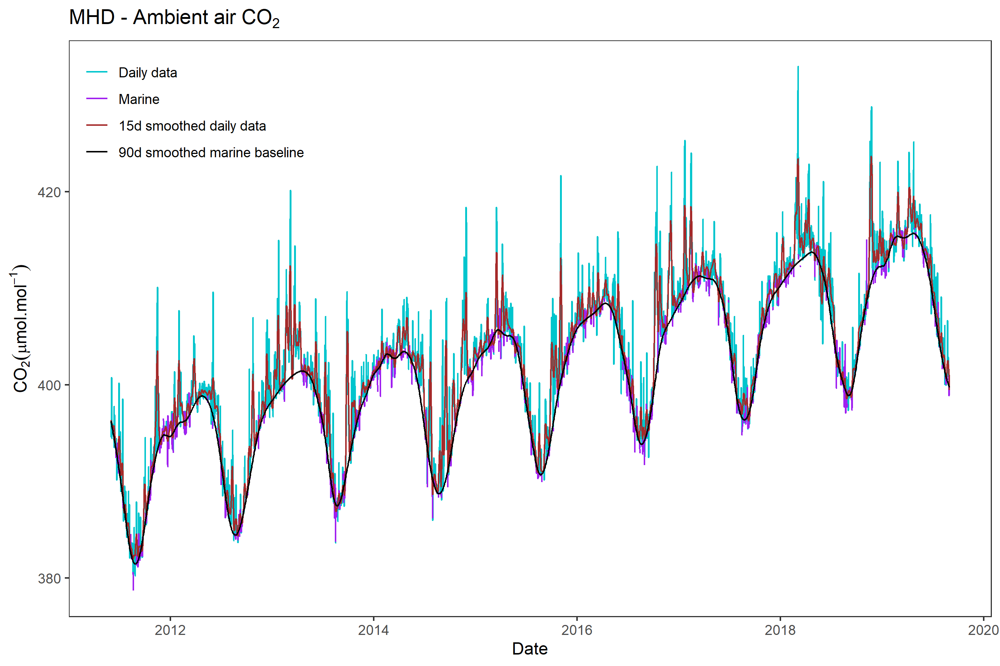 MHD - Ambient air CO₂
Daily data
Marine
15d smoothed daily data
90d smoothed marine baseline
CO₂(μmol.mol⁻¹)
420
400
380
2012 2014 2016 2018 2020
Date